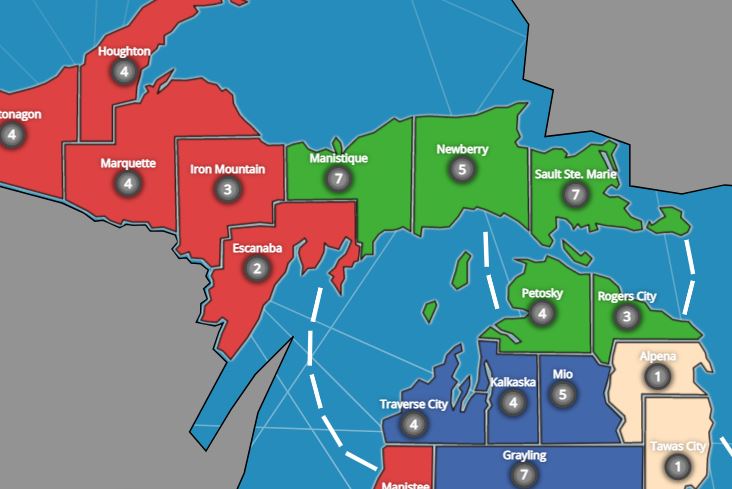 Houghton
4
tonagon
4
Marquette
4
Iron Mountain
3
Manistique
7
Newberry
5
Sault Ste. Marie
7
Escanaba
2
Petosky
4
Rogers City
3
Alpena
1
Kalkaska
4
Mio
5
Traverse City
4
Tawas City
1
Grayling
7
Manistee